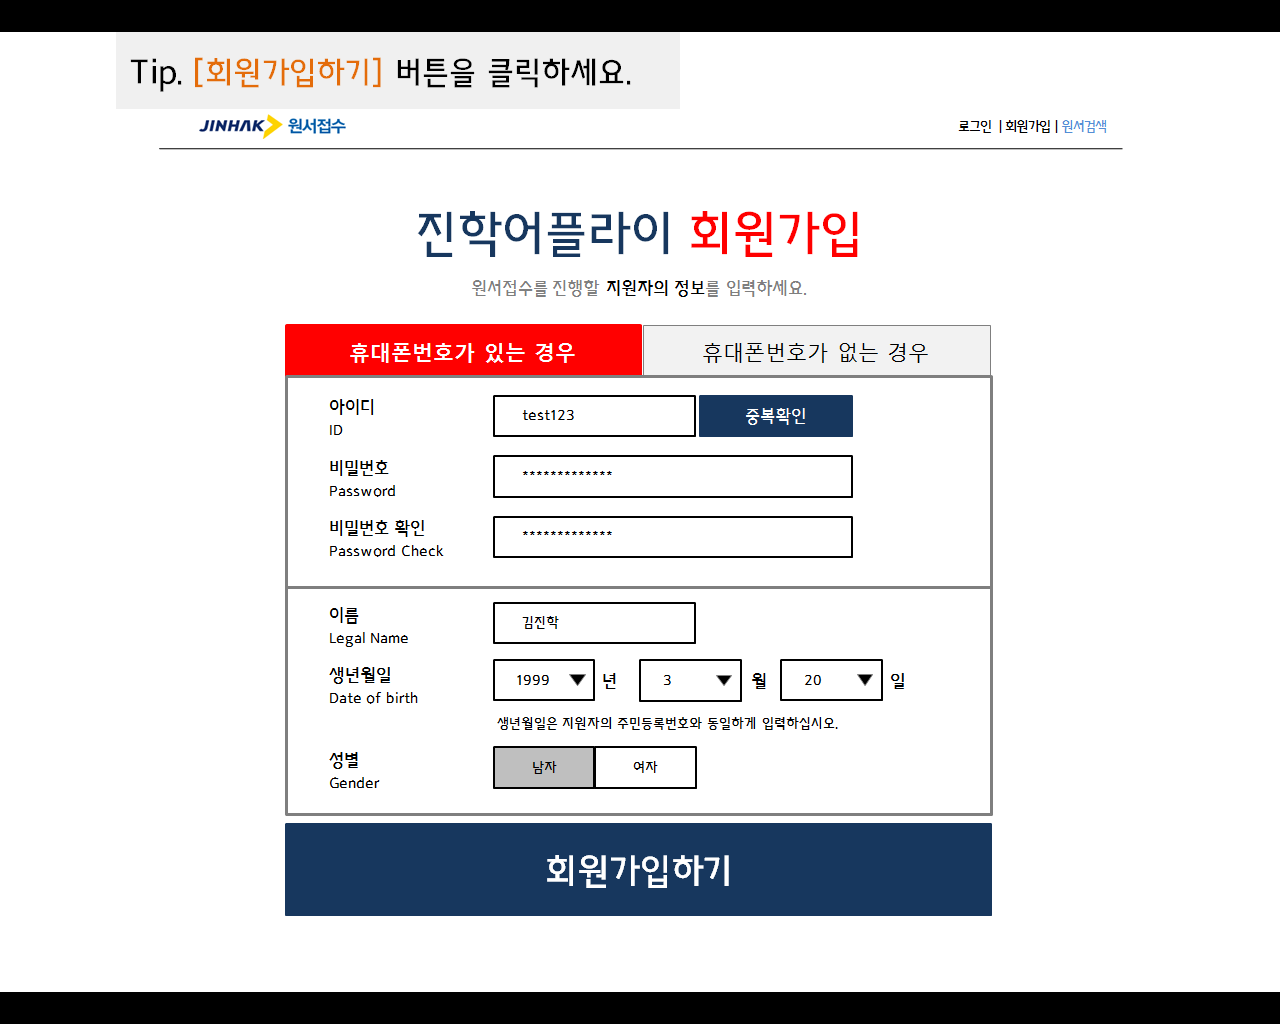 Tip. [회원가입하기] 버튼을 클릭하세요.
JINHAK 원서접수
로그인 | 회원가입 | 원서검색
진학어플라이 회원가입
원서접수를 진행할 지원자의 정보를 입력하세요.
휴대폰번호가 있는 경우
휴대폰번호가 없는 경우
아이디
ID
test123
중복확인
비밀번호
Password
*************
비밀번호 확인
Password Check
*************
이름
Legal Name
김진학
생년월일
Date of birth
1999 년 3 월 20 일
생년월일은 지원자의 주민등록번호와 동일하게 입력하십시오.
성별
Gender
남자 여자
회원가입하기